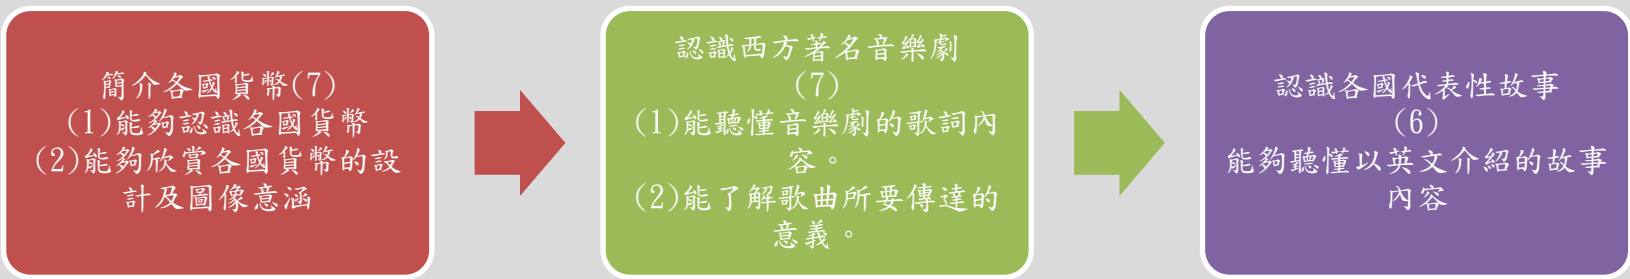 簡介各國貨幣(7)
(1)能夠認識各國貨幣
(2)能夠欣賞各國貨幣的設
計及圖像意涵
認識西方著名音樂劇
(7)
(1)能聽懂音樂劇的歌詞內
容。
(2)能了解歌曲所要傳達的
意義。
認識各國代表性故事
(6)
能夠聽懂以英文介紹的故事
內容